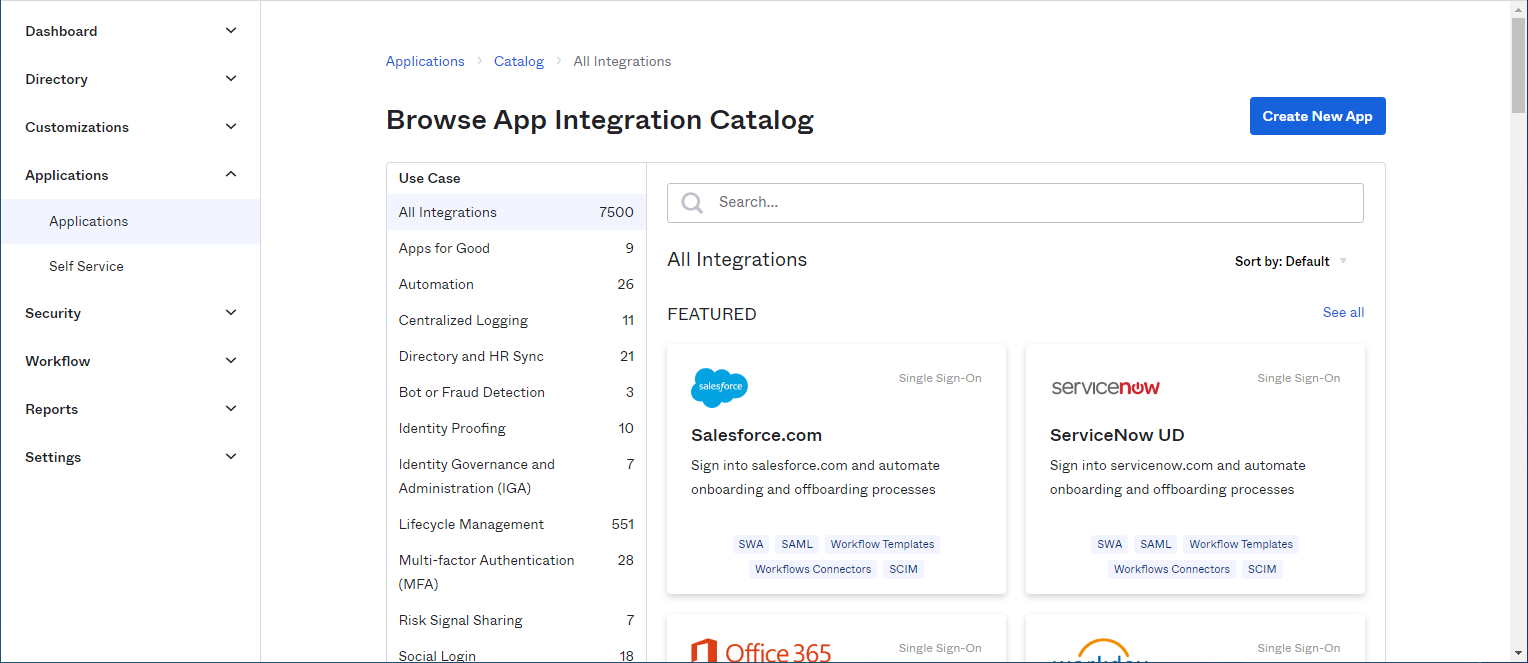 Dashboard
Directory
Customizations
Applications
Applications
Self Service
Security
Workflow
Reports
Settings
Applications > Catalog > All Integrations
Browse App Integration Catalog
Create New App
Use Case
All Integrations 7500
Apps for Good 9
Automation 26
Centralized Logging 11
Directory and HR Sync 21
Bot or Fraud Detection 3
Identity Proofing 10
Identity Governance and 7
Administration (IGA)
Lifecycle Management 551
Multi-factor Authentication 28
(MFA)
Risk Signal Sharing 7
Social Login 18
Search...
All Integrations
Sort by: Default
FEATURED
See all
salesforce
Single Sign-On
Salesforce.com
Sign into salesforce.com and automate
onboarding and offboarding processes
SWA SAML Workflow Templates
Workflows Connectors SCIM
servicenow
Single Sign-On
ServiceNow UD
Sign into servicenow.com and automate
onboarding and offboarding processes
SWA SAML Workflow Templates
Workflows Connectors SCIM
Office 365
Single Sign-On
workday
Single Sign-On